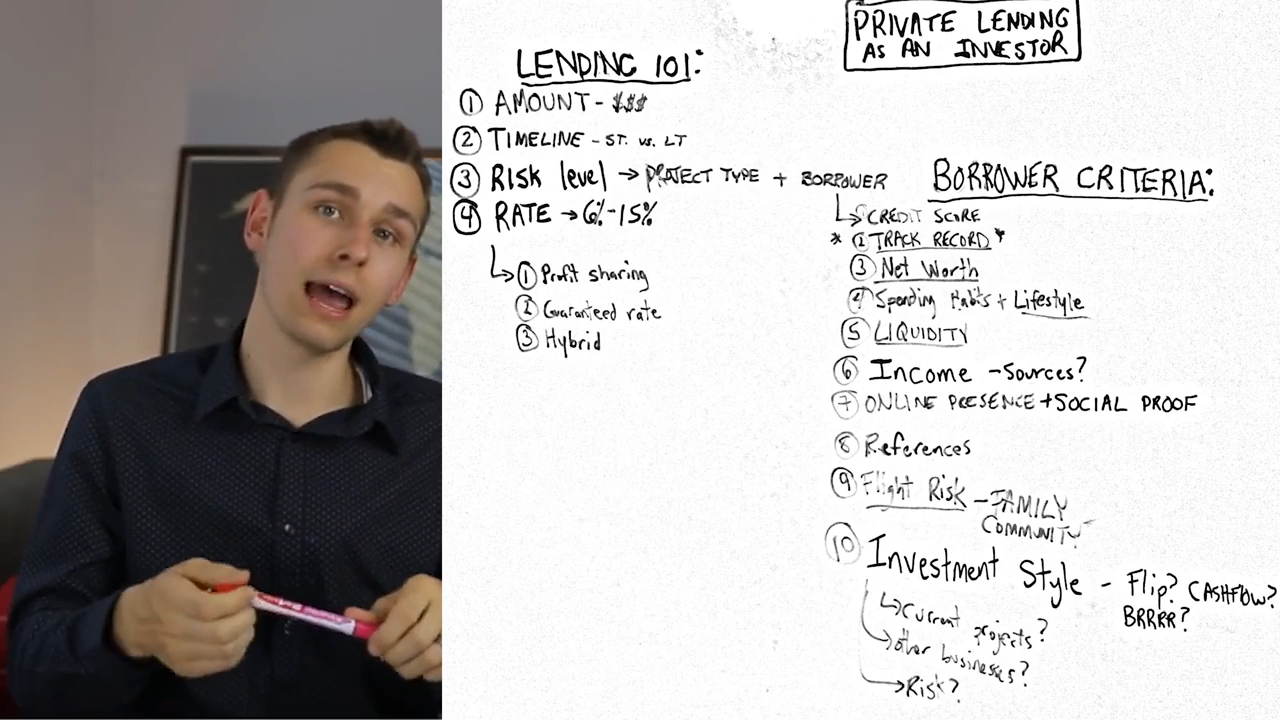 PRIVATE LENDING
AS AN INVESTOR
LENDING 101:
① AMOUNT - $$$
② TIMELINE - ST. vs. LT
③ RISK level → PROJECT TYPE + BORROWER
④ RATE → 6%-15%
↳ ① Profit sharing
② Guaranteed rate
③ Hybrid
BORROWER CRITERIA:
↳ CREDIT SCORE
* ② TRACK RECORD *
③ Net Worth
④ Spending Habits + Lifestyle
⑤ LIQUIDITY
⑥ Income - Sources?
⑦ ONLINE PRESENCE + SOCIAL PROOF
⑧ References
⑨ Flight Risk - FAMILY
COMMUNITY
⑩ Investment Style - Flip? CASHFLOW?
BRRRR?
↳ current projects?
↳ other businesses?
→ Risk?